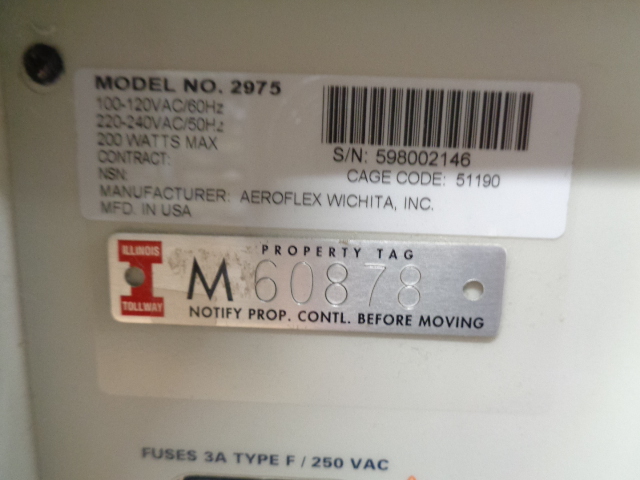 MODEL NO. 2975
100-120VAC/60Hz
220-240VAC/50Hz
200 WATTS MAX
CONTRACT:
NSN:
S/N: 598002146
CAGE CODE: 51190
MANUFACTURER: AEROFLEX WICHITA, INC.
MFD. IN USA
ILLINOIS
TOLLWAY
PROPERTY TAG
M 60878
NOTIFY PROP. CONTL. BEFORE MOVING
FUSES 3A TYPE F / 250 VAC